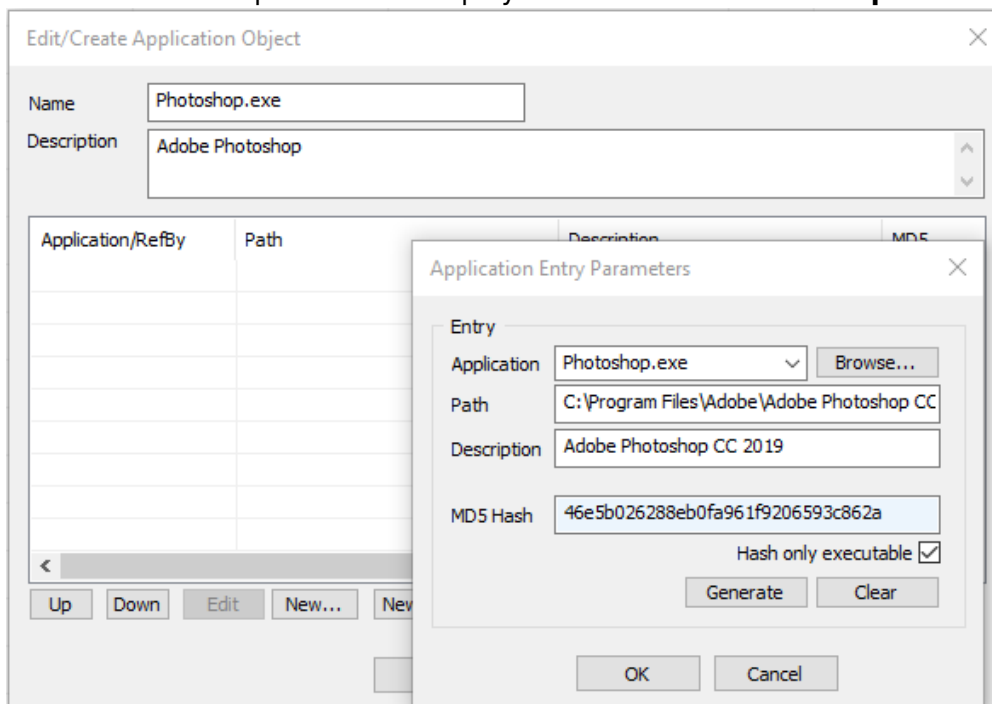 Edit/Create Application Object
Name Photoshop.exe
Description Adobe Photoshop
Application/RefBy Path Description MD5
Application Entry Parameters
Entry
Application Photoshop.exe Browse...
Path C:\Program Files\Adobe\Adobe Photoshop CC
Description Adobe Photoshop CC 2019
MD5 Hash 46e5b026288eb0fa961f9206593c862a
Hash only executable
Generate Clear
Up Down Edit New... New
OK Cancel